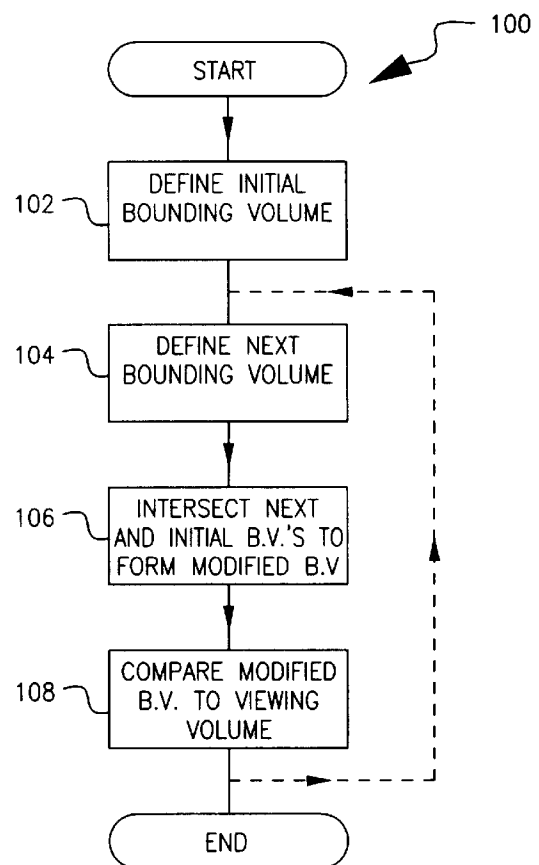 100
START
102
DEFINE INITIAL
BOUNDING VOLUME
104
DEFINE NEXT
BOUNDING VOLUME
106
INTERSECT NEXT
AND INITIAL B.V.'S TO
FORM MODIFIED B.V
108
COMPARE MODIFIED
B.V. TO VIEWING
VOLUME
END